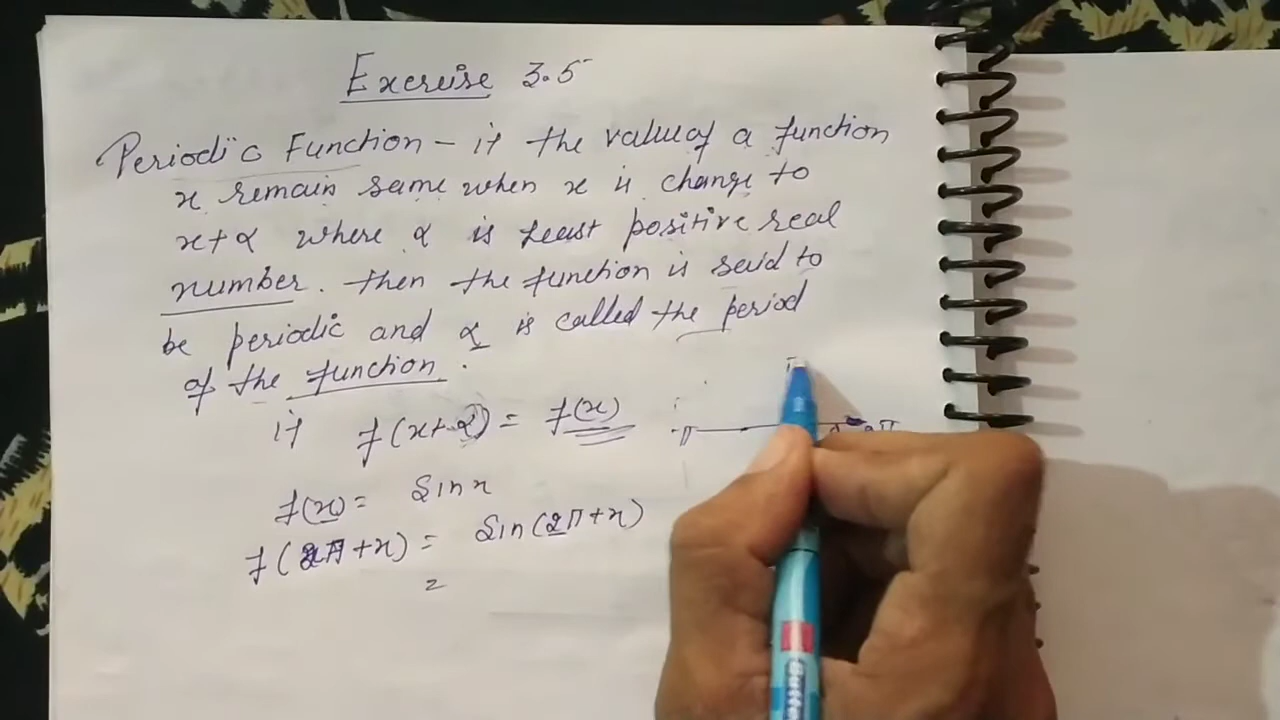 Exercise 3.5
Periodic Function - if the value of a function
x remain same when x is change to
x+α where α is least positive real
number. then the function is said to
be periodic and α is called the period
of the function.
if f(x+α) = f(x)
π 2π
f(x) = Sin x
f(2π+x) = Sin(2π+x)
=